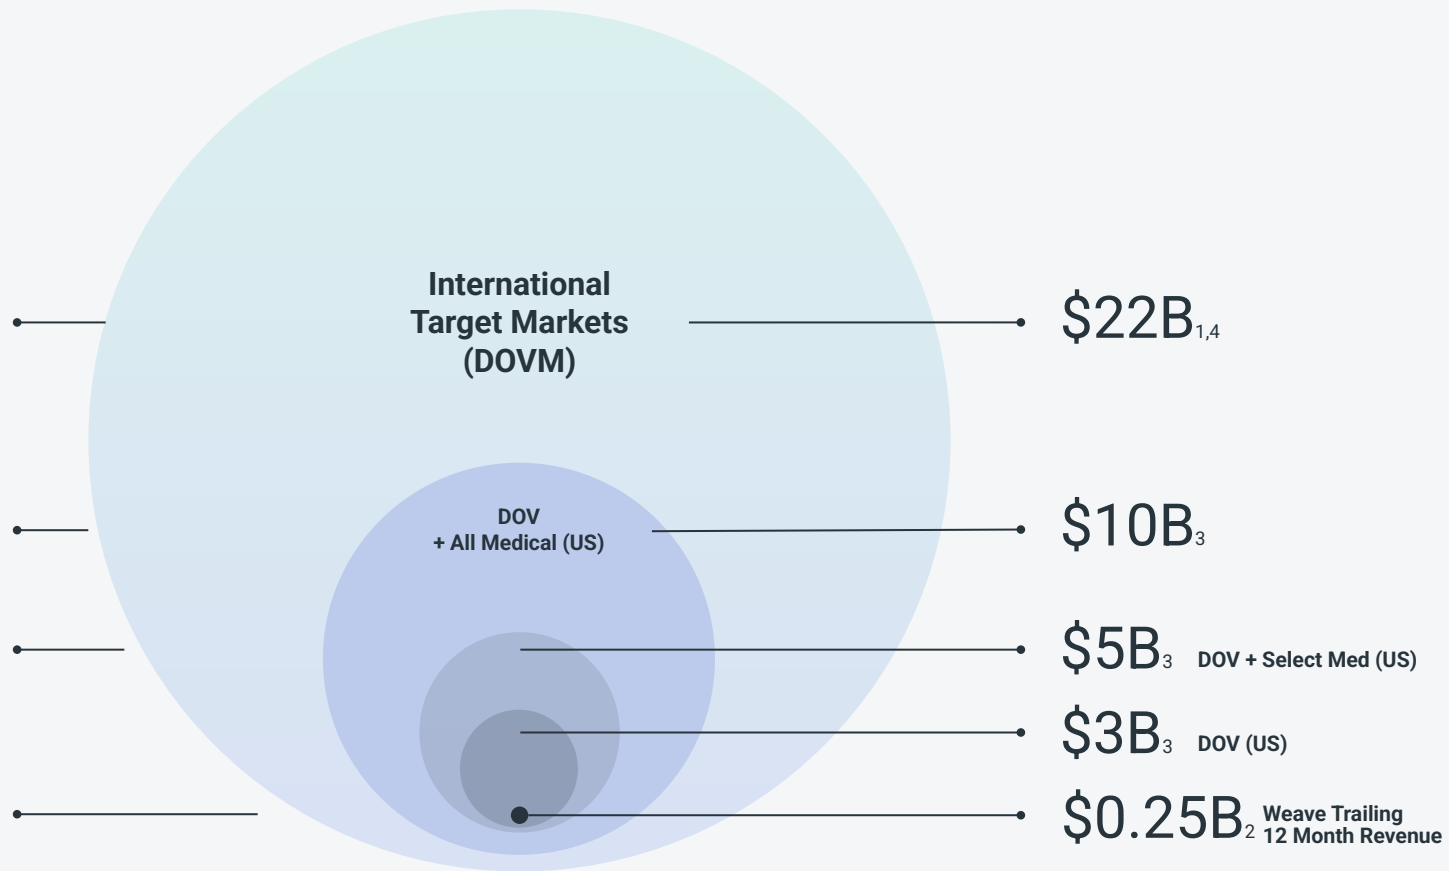 International
Target Markets
(DOVM)
$22B1,4
DOV
+ All Medical (US)
$10B3
$5B3 DOV + Select Med (US)
$3B3 DOV (US)
$0.25B2 Weave Trailing
12 Month Revenue